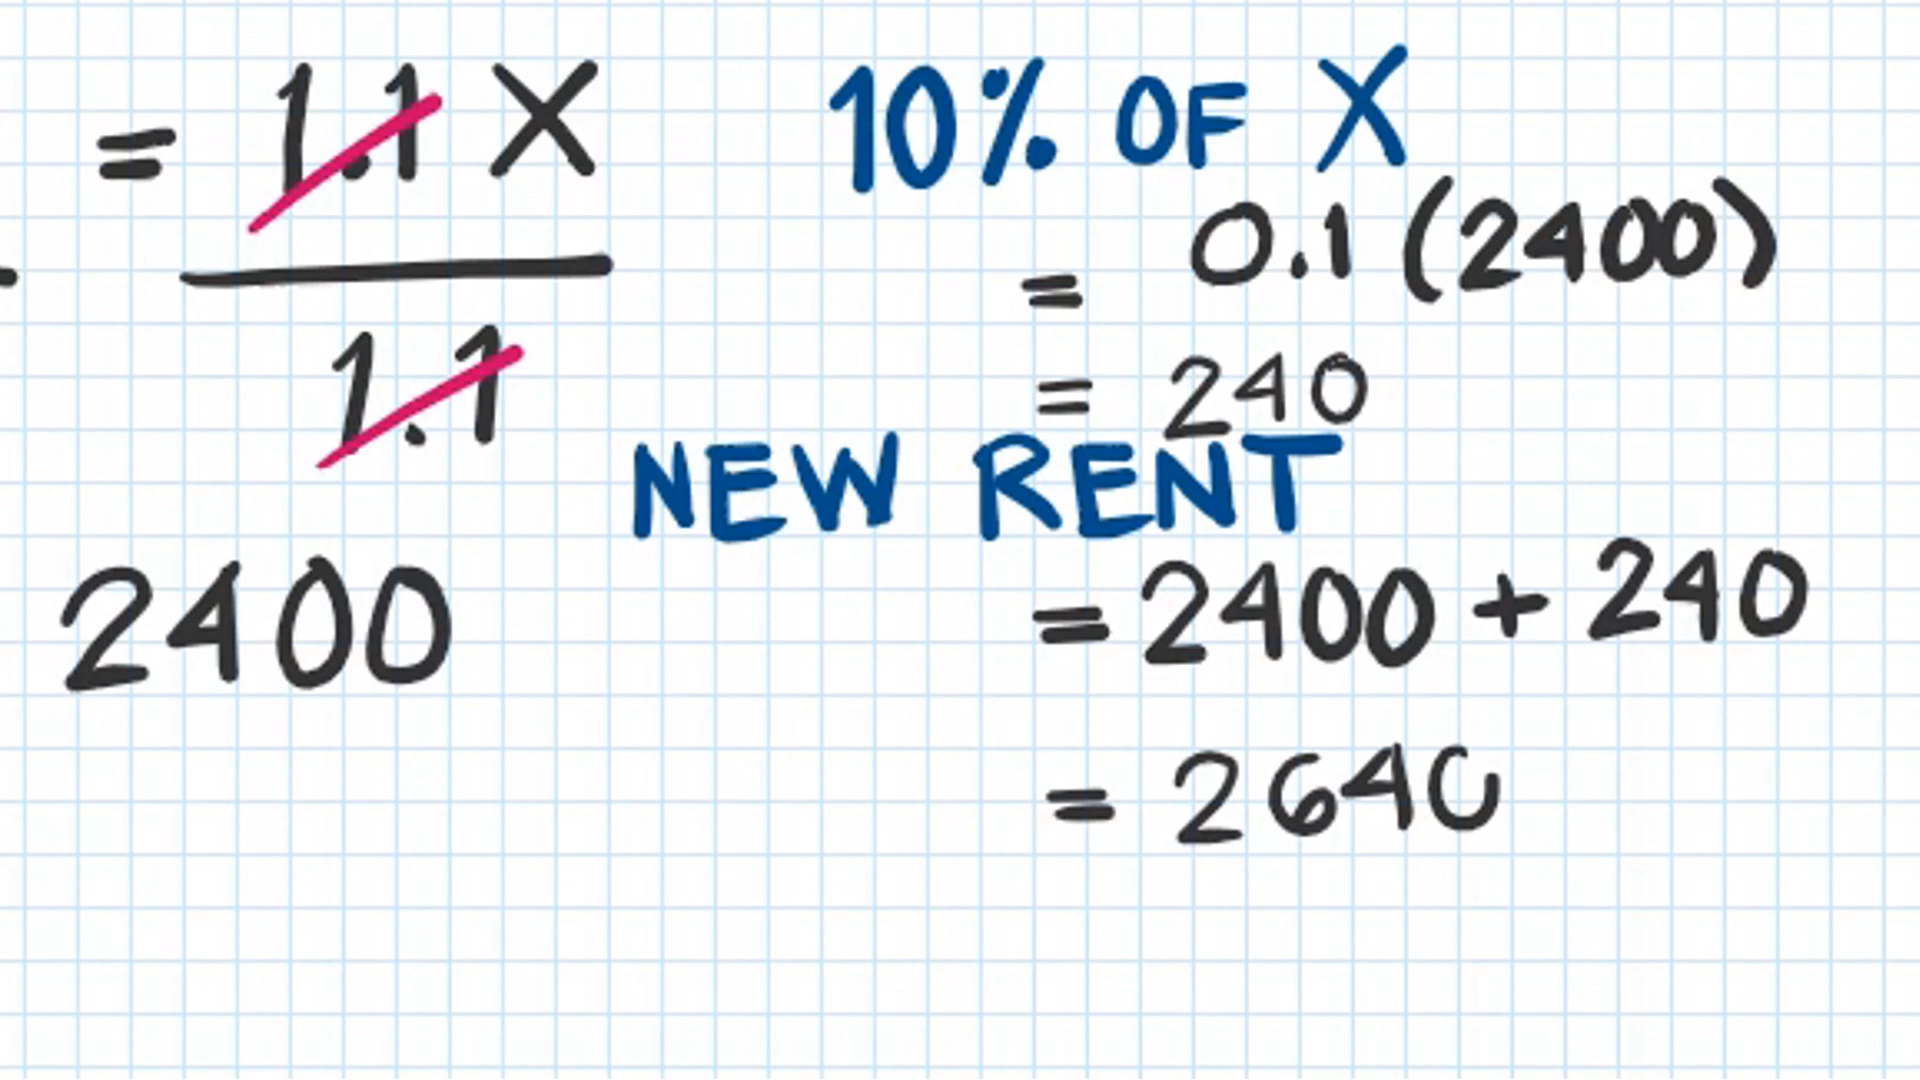 = 1.1 X
1.1
2400
10% OF X
= 0.1 (2400)
= 240
NEW RENT
= 2400 + 240
= 2640